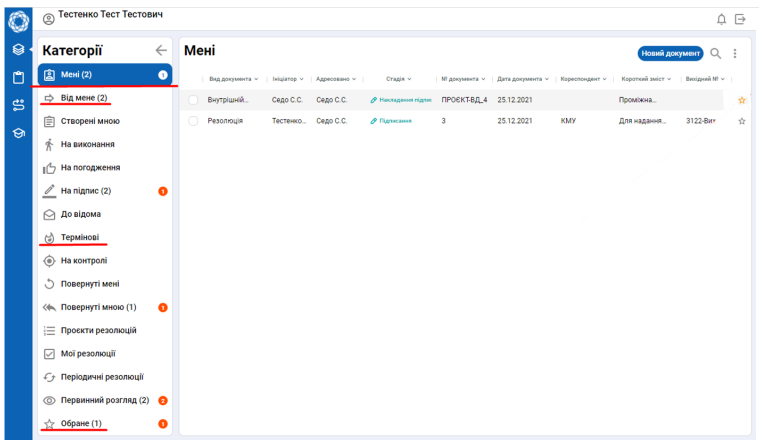 Тестенко Тест Тестович
Категорії
Мені (2) 1
Від мене (2)
Створені мною
На виконання
На погодження
На підпис (2) 1
До відома
Термінові
На контролі
Повернуті мені
Повернуті мною (1) 1
Проєкти резолюцій
Мої резолюції
Періодичні резолюції
Первинний розгляд (2) 2
Обране (1) 1
Мені
Новий документ
Вид документа Ініціатор Адресовано Стадія № документа Дата документа Кореспондент Короткий зміст Вихідний №
Внутрішній... Седо С.С. Седо С.С. Накладення підпис ПРОЄКТ-ВД_4 25.12.2021 Проміжна...
Резолюція Тестенко... Седо С.С. Підписання 3 25.12.2021 КМУ Для надання... 3122-Вих